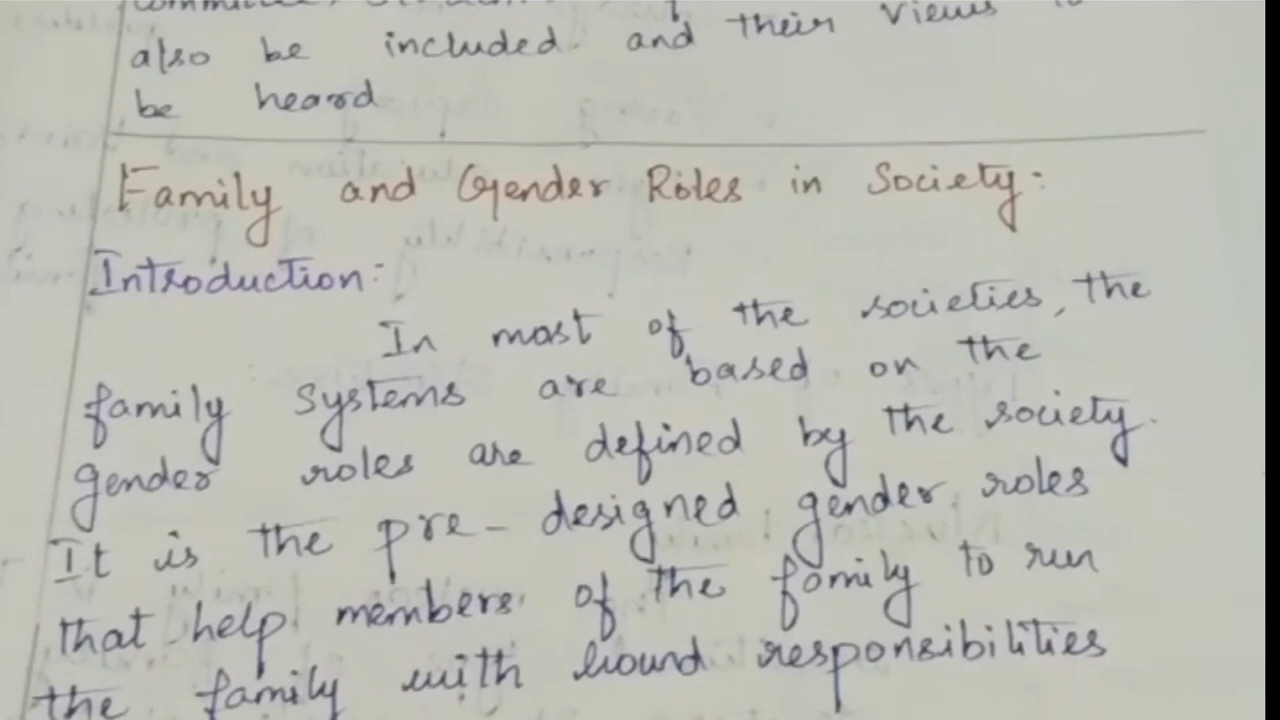 also be included and their views
be heard
Family and Gender Roles in Society:
Introduction:
In most of the societies, the
family systems are based on the
gender roles are defined by the society.
It is the pre-designed gender roles
that help members of the family to run
the family with bound responsibilities